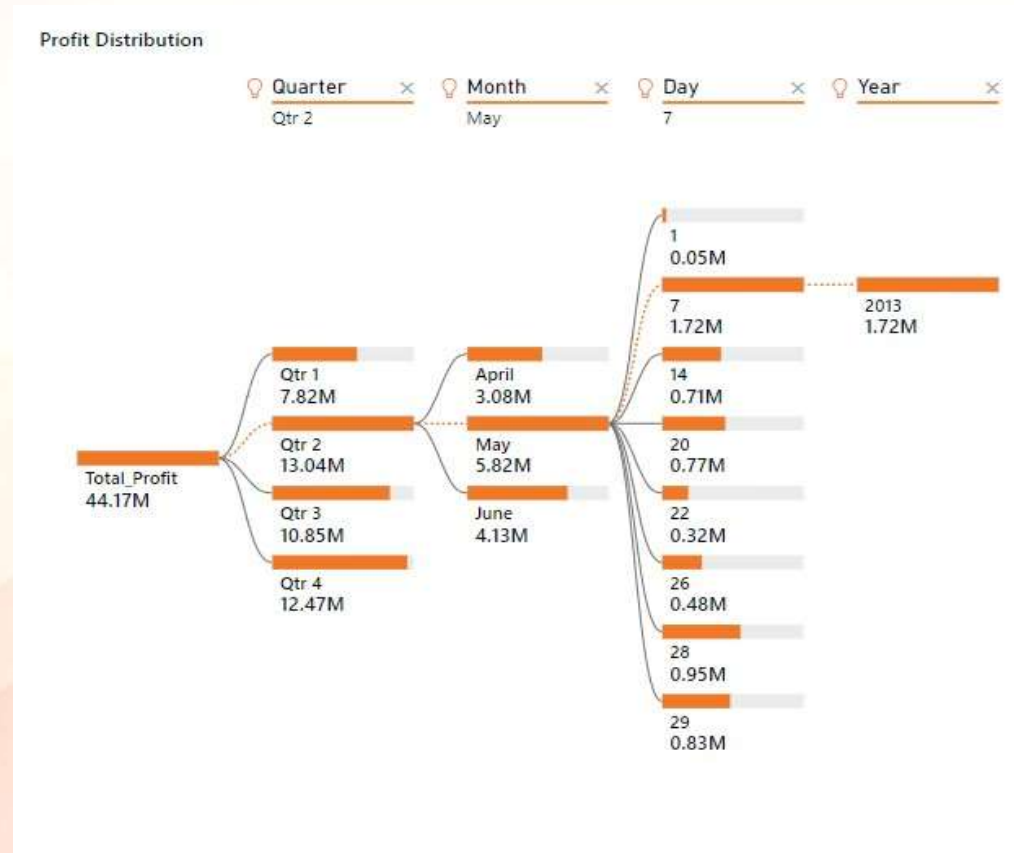 Profit Distribution
Quarter Month Day Year
Qtr 2 May 7
1
0.05M
7
1.72M
2013
1.72M
Qtr 1
7.82M
April
3.08M
14
0.71M
Total_Profit
44.17M
Qtr 2
13.04M
May
5.82M
20
0.77M
Qtr 3
10.85M
June
4.13M
22
0.32M
Qtr 4
12.47M
26
0.48M
28
0.95M
29
0.83M